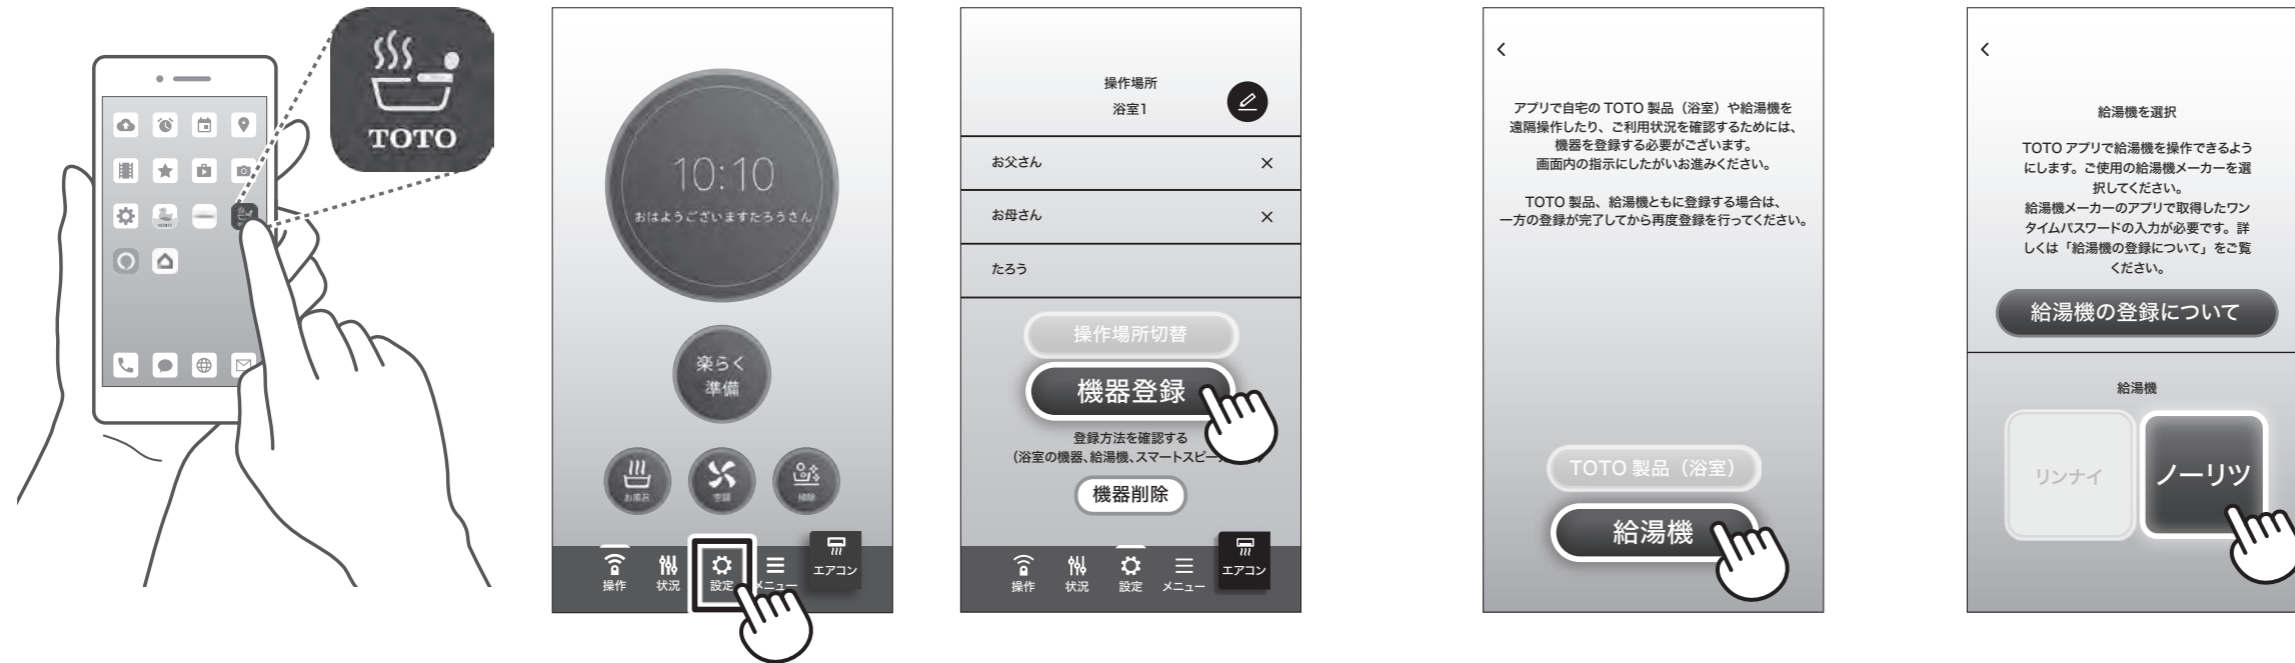 TOTO
10:10
おはようございますたろうさん
楽らく
準備
お風呂
空調
掃除
操作
状況
設定
メニュー
エアコン
操作場所
浴室1
お父さん
×
お母さん
×
たろう
操作場所切替
機器登録
登録方法を確認する
(浴室の機器、給湯機、スマートスピー
機器削除
操作
状況
設定
メニュー
エアコン
アプリで自宅の TOTO 製品(浴室)や給湯機を
遠隔操作したり、ご利用状況を確認するためには、
機器を登録する必要がございます。
画面内の指示にしたがいお進みください。
TOTO 製品、給湯機ともに登録する場合は、
一方の登録が完了してから再度登録を行ってください。
TOTO 製品(浴室)
給湯機
給湯機を選択
TOTO アプリで給湯機を操作できるよう
にします。ご使用の給湯機メーカーを選
択してください。
給湯機メーカーのアプリで取得したワン
タイムパスワードの入力が必要です。詳
しくは「給湯機の登録について」をご覧
ください。
給湯機の登録について
給湯機
リンナイ
ノーリツ